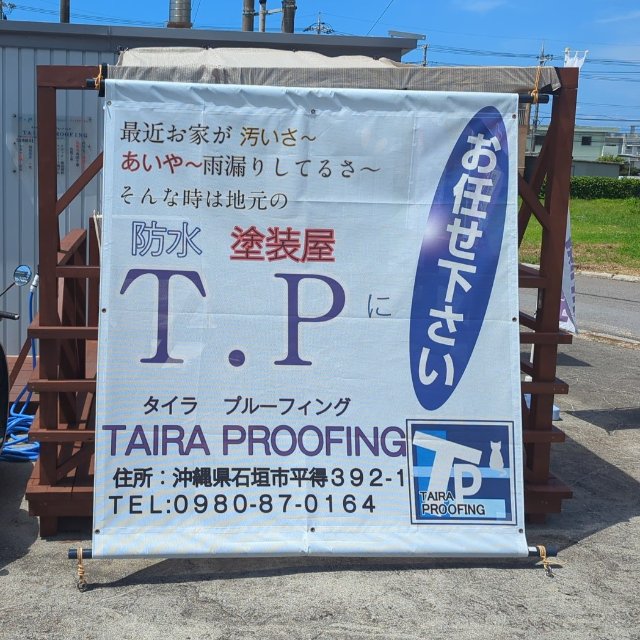 最近お家が 汚いさ～
あいや～雨漏りしてるさ～
そんな時は地元の
防水 塗装屋
T.Pに
お任せ下さい
タイラ プルーフィング
TAIRA PROOFING
住所：沖縄県石垣市平得392-1
TEL:0980-87-0164
TP
TAIRA
PROOFING